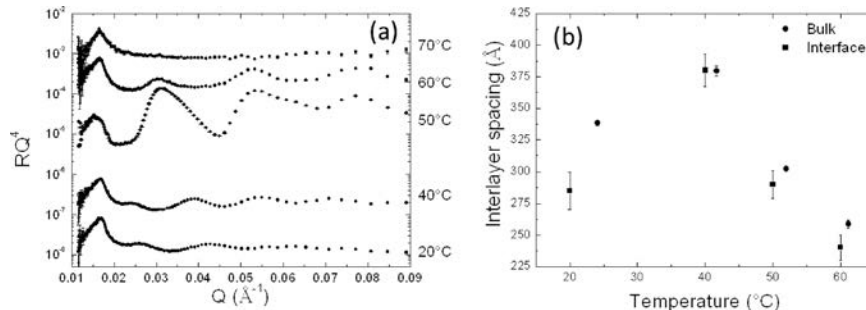 (a)
RQ⁴
10⁻²
10⁻³
10⁻⁴
10⁻⁵
10⁻⁶
10⁻⁷
10⁻⁸
70°C
60°C
50°C
40°C
20°C
0.01 0.02 0.03 0.04 0.05 0.06 0.07 0.08 0.09
Q (Å⁻¹)
(b)
Bulk
Interface
Interlayer spacing (Å)
425
400
375
350
325
300
275
250
225
20 30 40 50 60
Temperature (°C)